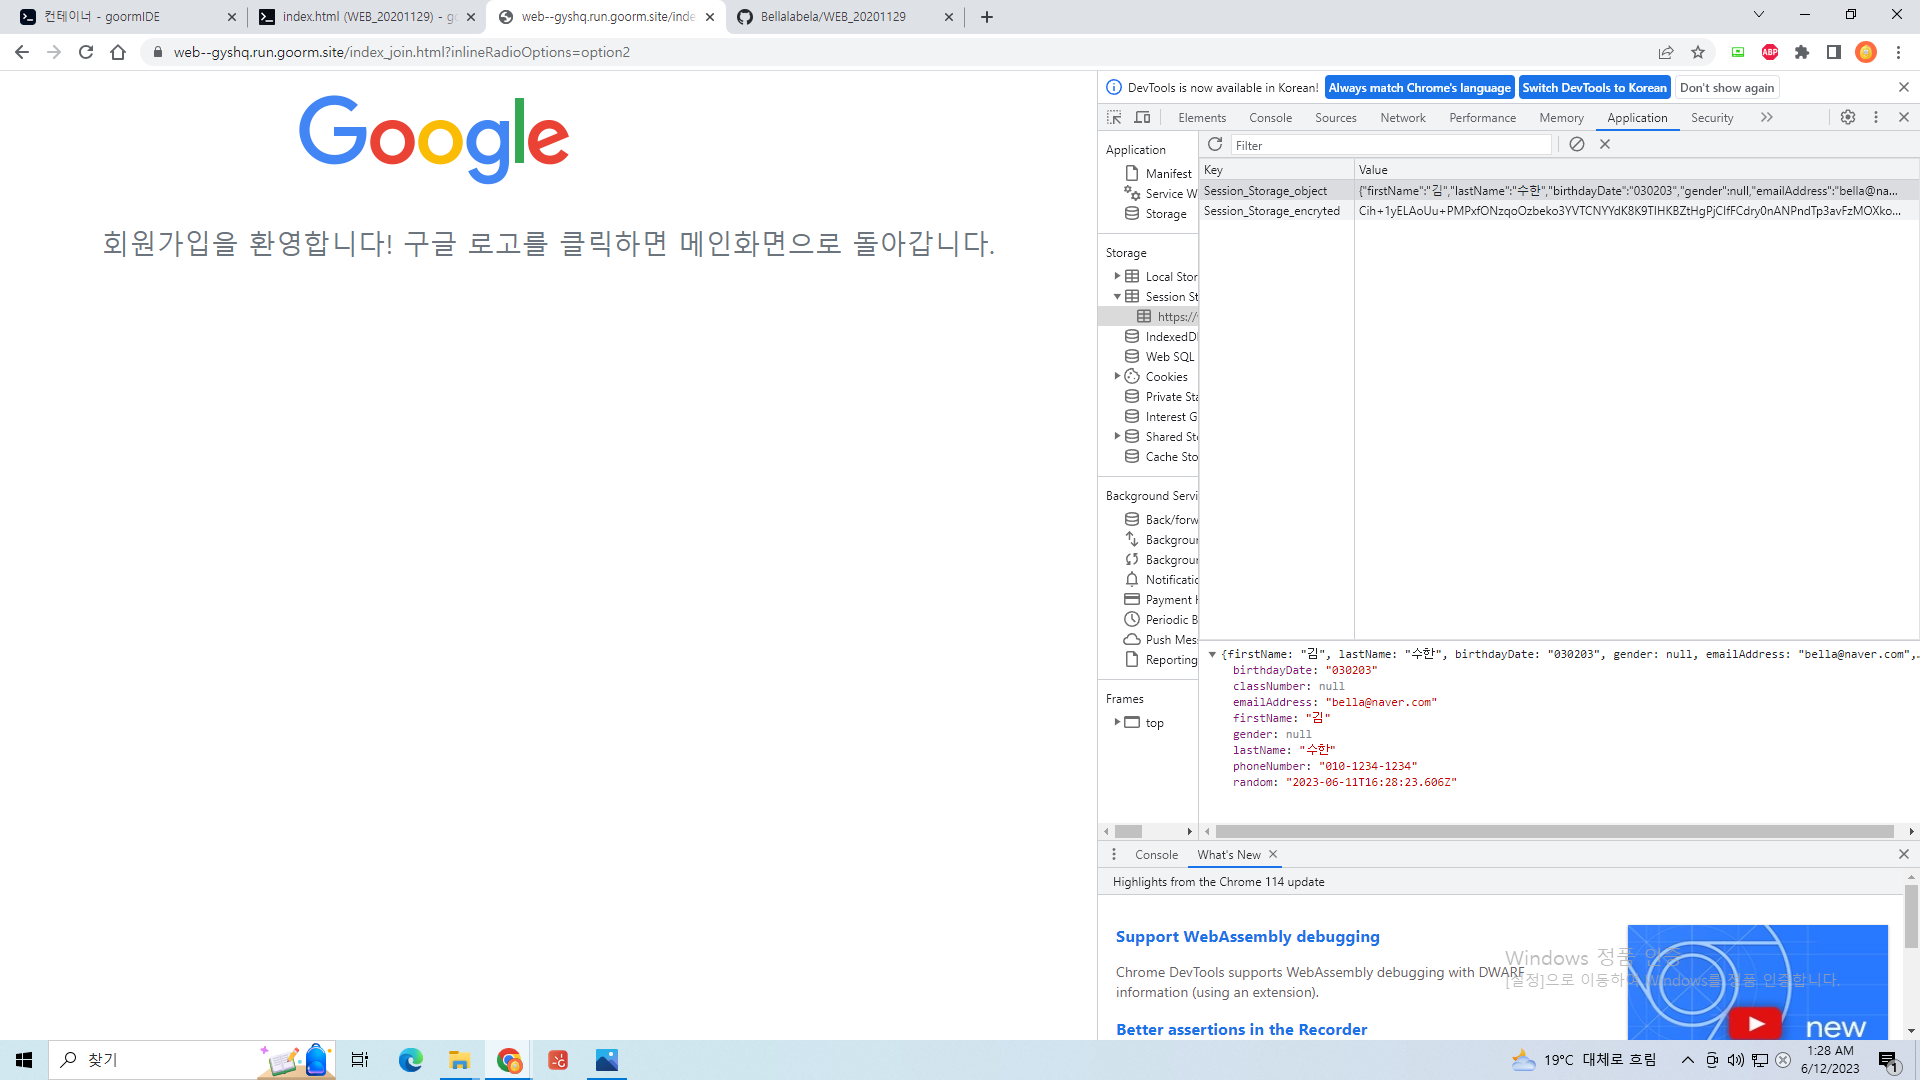 컨테이너 - goormIDE
index.html (WEB_20201129) - gc
web--gyshq.run.goorm.site/inde
Bellalabela/WEB_20201129
web--gyshq.run.goorm.site/index_join.html?inlineRadioOptions=option2
ABP
Google
회원가입을 환영합니다! 구글 로고를 클릭하면 메인화면으로 돌아갑니다.
DevTools is now available in Korean!
Always match Chrome's language
Switch DevTools to Korean
Don't show again
Elements
Console
Sources
Network
Performance
Memory
Application
Security
Application
Manifest
Service W
Storage
Storage
Local Stor
Session St
https://
IndexedD
Web SQL
Cookies
Private Sta
Interest G
Shared Sto
Cache Sto
Background Servi
Back/forw
Backgrour
Backgrour
Notificatio
Payment H
Periodic B
Push Mes
Reporting
Frames
top
Filter
Key Value
Session_Storage_object {"firstName":"김","lastName":"수한","birthdayDate":"030203","gender":null,"emailAddress":"bella@na...
Session_Storage_encryted Cih+1yELAoUu+PMPxfONzqoOzbeko3YVTCNYYdK8K9TIHKBZtHgPjCIfFCdry0nANPndTp3avFzMOXko...
{firstName: "김", lastName: "수한", birthdayDate: "030203", gender: null, emailAddress: "bella@naver.com",…
birthdayDate: "030203"
classNumber: null
emailAddress: "bella@naver.com"
firstName: "김"
gender: null
lastName: "수한"
phoneNumber: "010-1234-1234"
random: "2023-06-11T16:28:23.606Z"
Console
What's New
Highlights from the Chrome 114 update
Support WebAssembly debugging
Chrome DevTools supports WebAssembly debugging with DWARF
information (using an extension).
Better assertions in the Recorder
new
Windows 정품 인증
[설정]으로 이동하여 Windows를 정품 인증합니다.
찾기
19°C 대체로 흐림
1:28 AM
6/12/2023
1